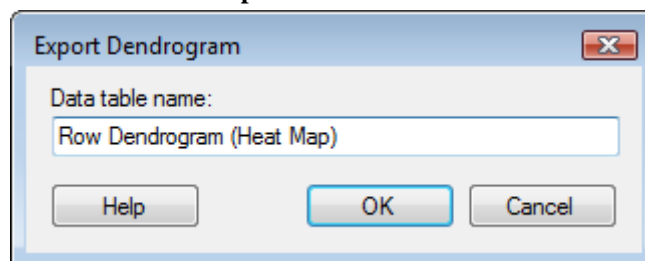 Export Dendrogram
Data table name:
Row Dendrogram (Heat Map)
Help OK Cancel